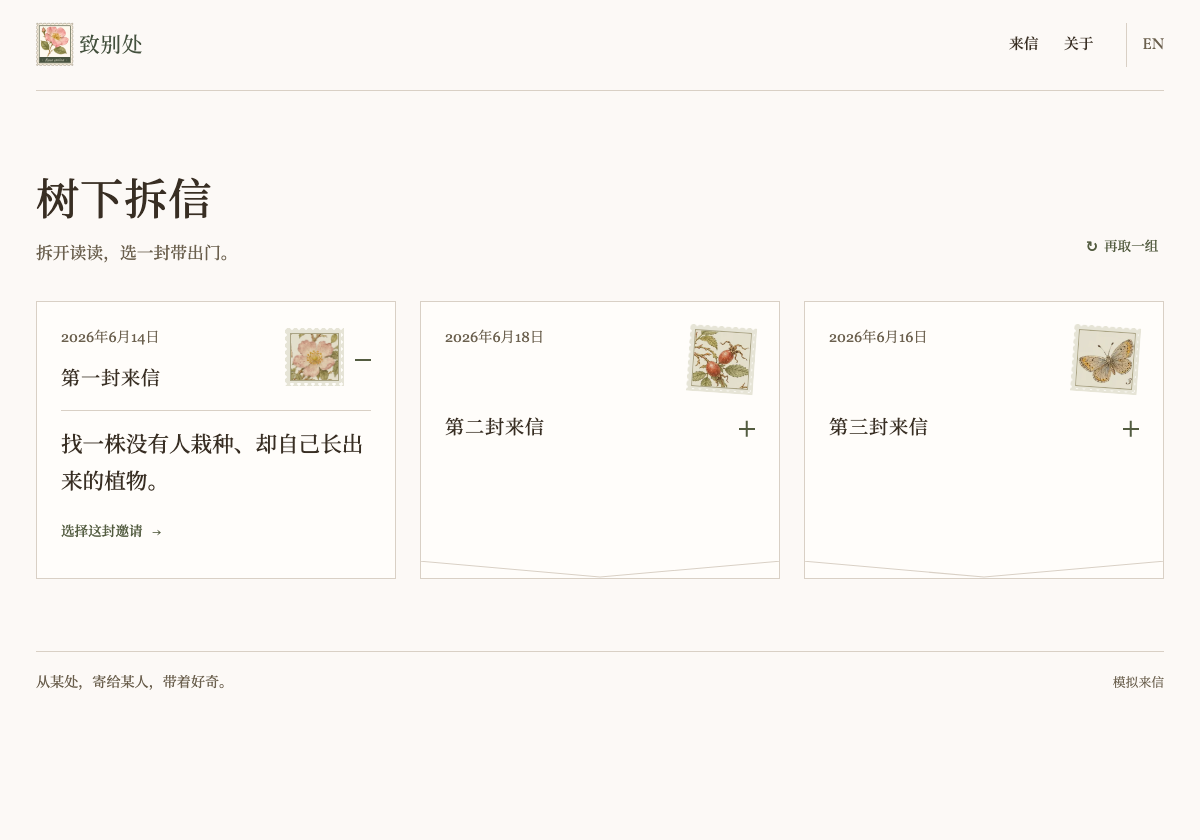 致别处
来信
关于
EN
树下拆信
拆开读读，选一封带出门。
↻ 再取一组
2026年6月14日
第一封来信
找一株没有人栽种、却自己长出
来的植物。
选择这封邀请 →
2026年6月18日
第二封来信
2026年6月16日
第三封来信
从某处，寄给某人，带着好奇。
模拟来信